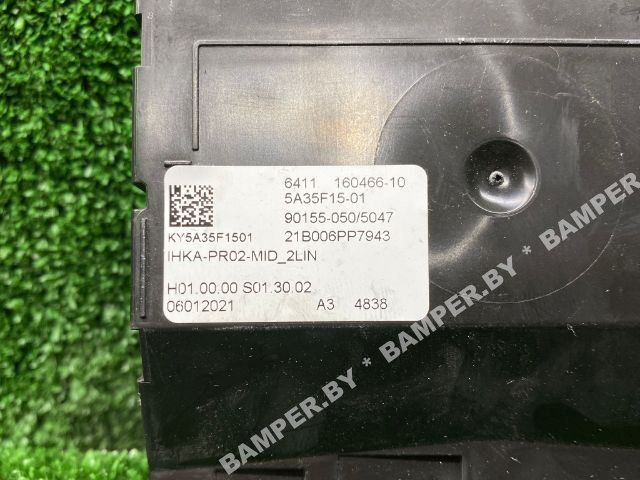 6411 160466-10
5A35F15-01
90155-050/5047
KY5A35F1501 21B006PP7943
IHKA-PR02-MID_2LIN
H01.00.00 S01.30.02
06012021 A3 4838
BAMPER.BY * BAMPER.BY * BAMPER.BY